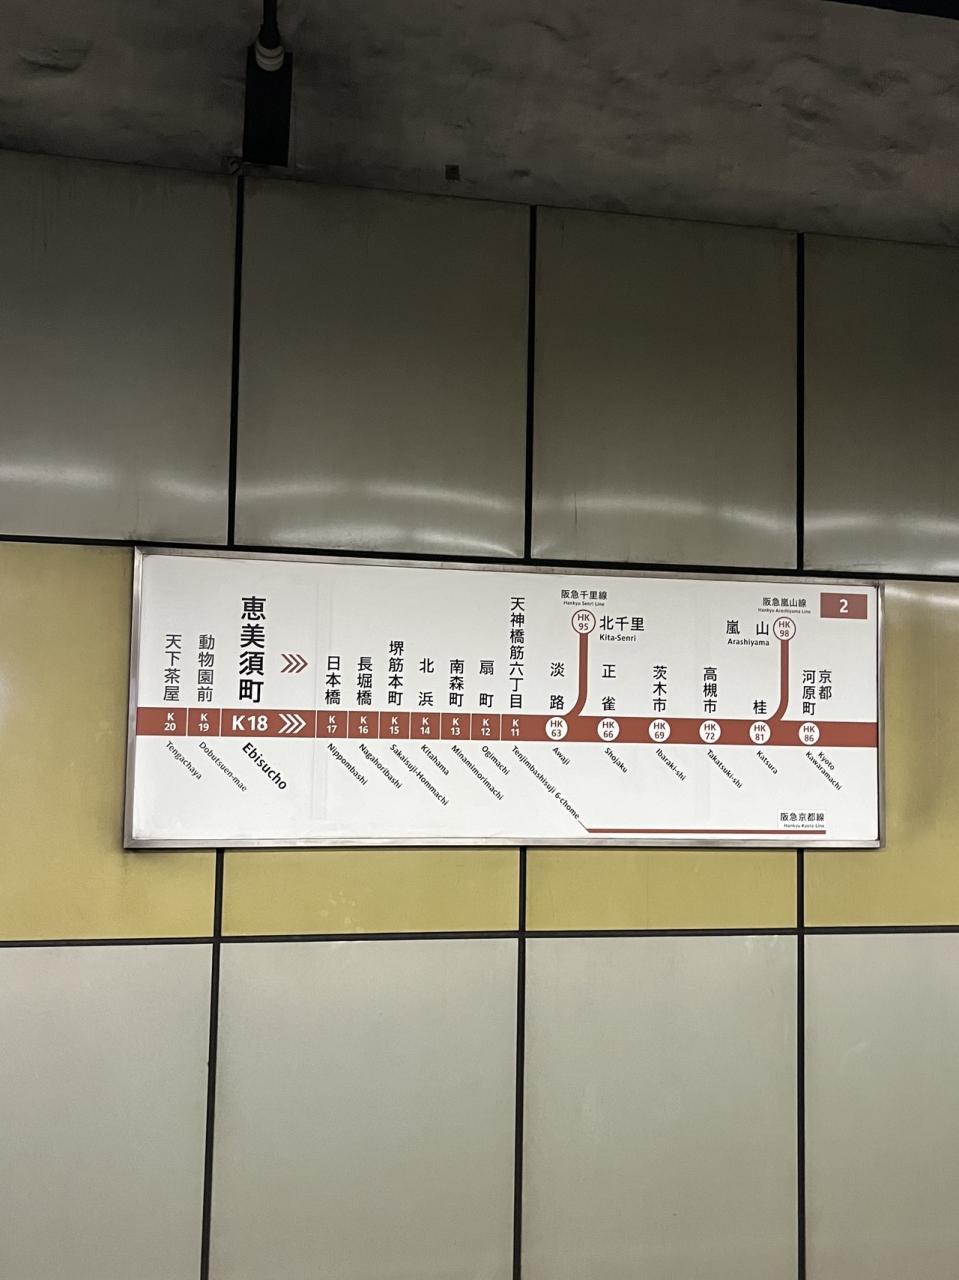 阪急千里線
Hankyu Senri Line
HK
95
北千里
Kita-Senri
阪急嵐山線
Hankyu Arashiyama Line
2
嵐山
Arashiyama
HK
98
天下茶屋
動物園前
恵美須町
日本橋
長堀橋
堺筋本町
北浜
南森町
扇町
天神橋筋六丁目
淡路
正雀
茨木市
高槻市
桂
京都
河原町
K
20
K
19
K18
K
17
K
16
K
15
K
14
K
13
K
12
K
11
HK
63
HK
66
HK
69
HK
72
HK
81
HK
86
Tengachaya
Dobutsuen-mae
Ebisucho
Nippombashi
Nagahoribashi
Sakaisuji-Hommachi
Kitahama
Minamimorimachi
Ogimachi
Tenjimbashisuji 6-chome
Awaji
Shojaku
Ibaraki-shi
Takatsuki-shi
Katsura
Kyoto
Kawaramachi
阪急京都線
Hankyu Kyoto Line